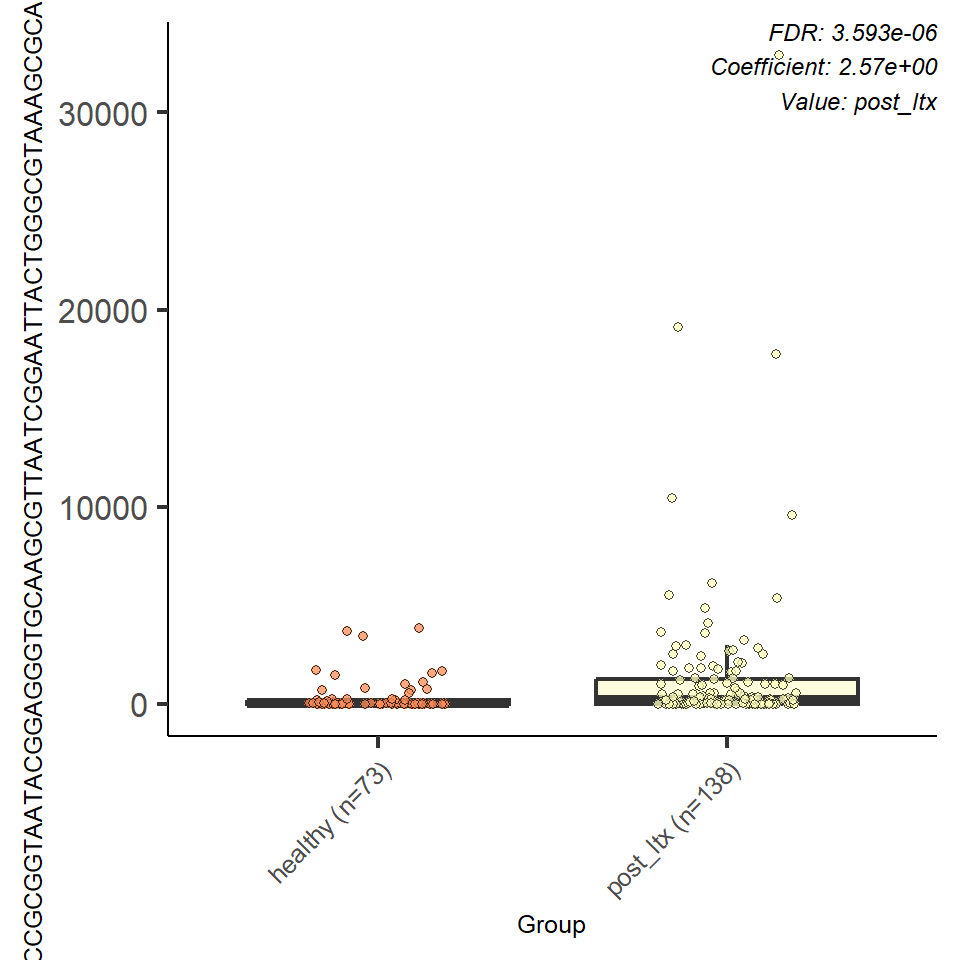 FDR: 3.593e-06
Coefficient: 2.57e+00
Value: post_ltx
30000
20000
10000
0
CCGCGGTAATACGGAGGGTGCAAGCGTTAATCGGAATTACTGGGCGTAAAGCGCA
healthy (n=73)
post_ltx (n=138)
Group